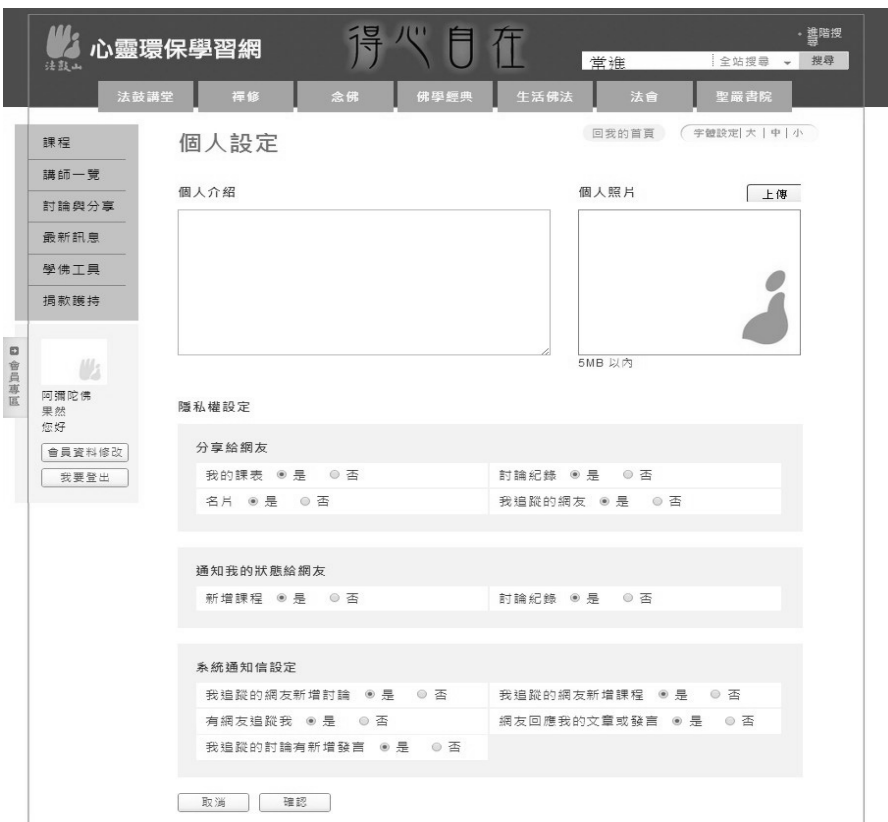 法鼓山
心靈環保學習網
得心自在
・進階搜尋
常進
全站搜尋
搜尋
法鼓講堂 禪修 念佛 佛學經典 生活佛法 法會 聖嚴書院
課程
講師一覽
討論與分享
最新訊息
學佛工具
捐款護持
會員專區
阿彌陀佛
果然
您好
會員資料修改
我要登出
個人設定
回我的首頁
字體設定| 大 | 中 | 小
個人介紹
個人照片
上傳
5MB 以內
隱私權設定
分享給網友
我的課表 是 否 討論紀錄 是 否
名片 是 否 我追蹤的網友 是 否
通知我的狀態給網友
新增課程 是 否 討論紀錄 是 否
系統通知信設定
我追蹤的網友新增討論 是 否 我追蹤的網友新增課程 是 否
有網友追蹤我 是 否 網友回應我的文章或發言 是 否
我追蹤的討論有新增發言 是 否
取消 確認